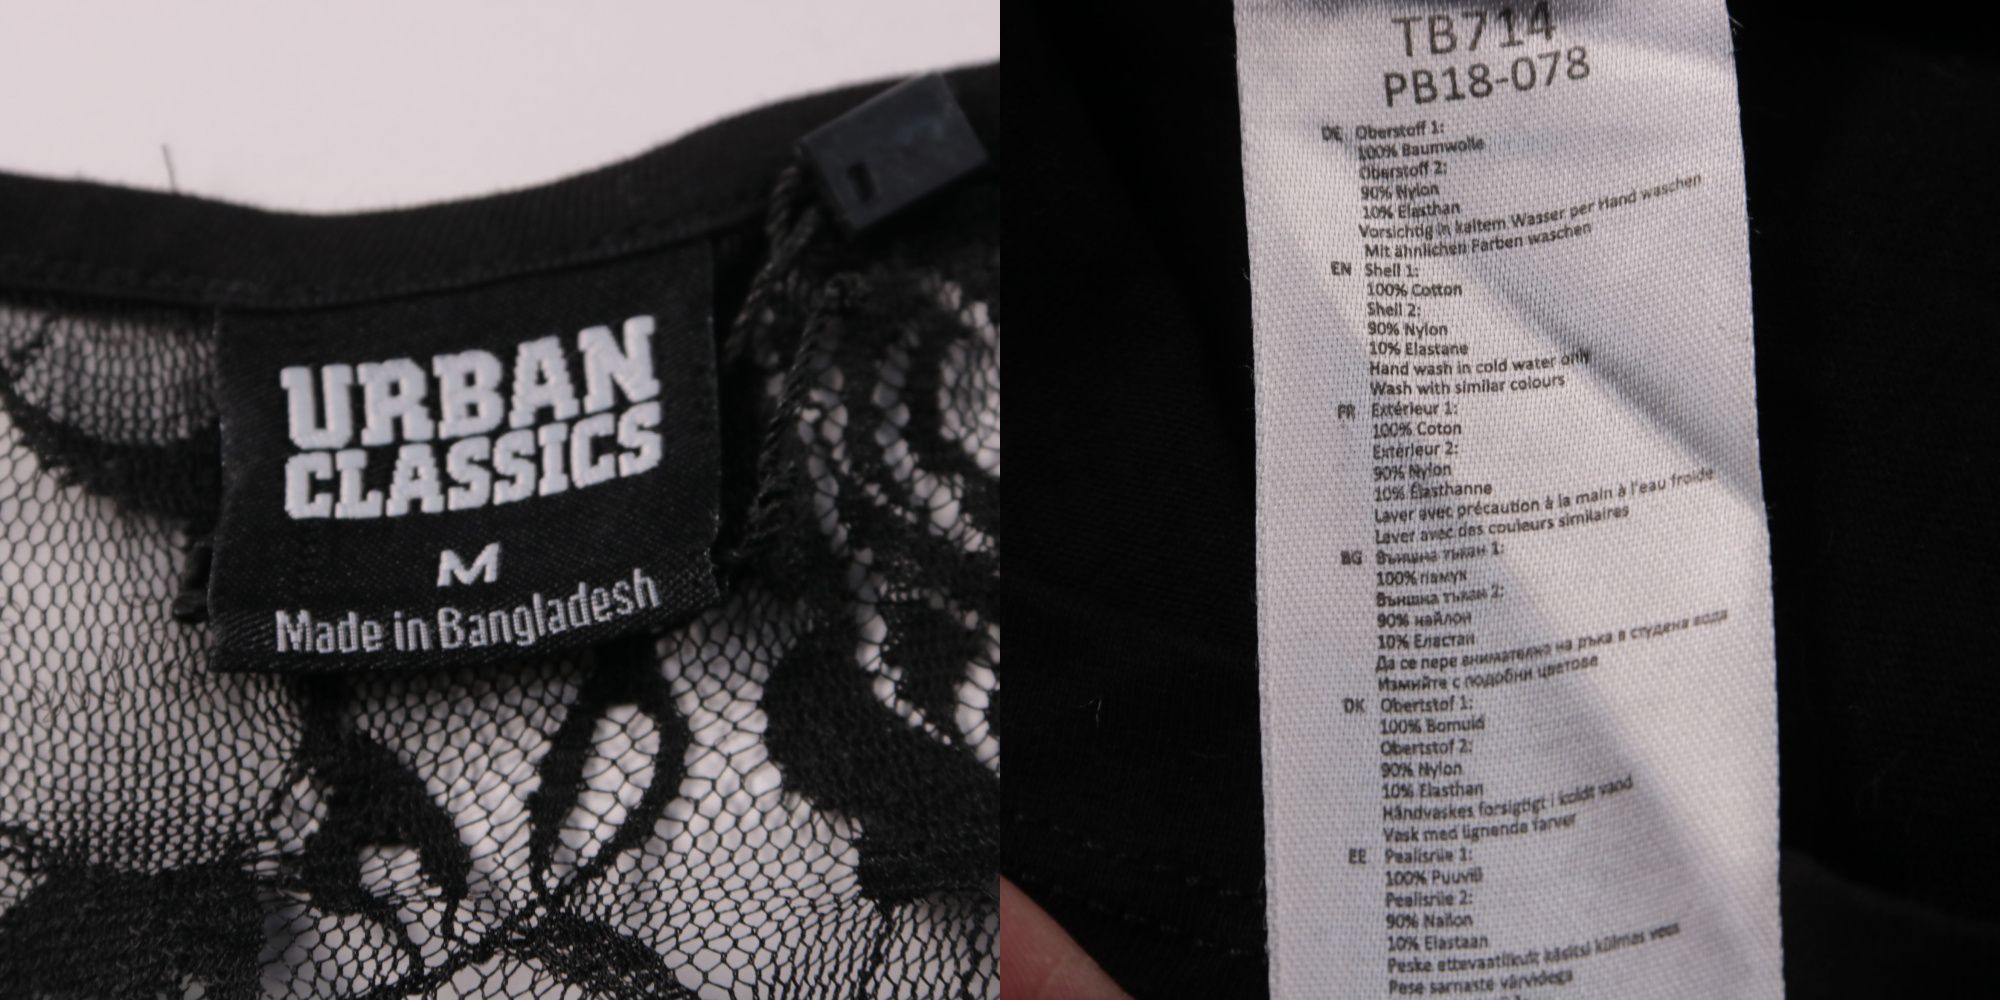 URBAN
CLASSICS
M
Made in Bangladesh
TB714
PB18-078
DE Oberstoff 1:
100% Baumwolle
Oberstoff 2:
90% Nylon
10% Elasthan
Vorsichtig in kaltem Wasser per Hand waschen
Mit ähnlichen Farben waschen
EN Shell 1:
100% Cotton
Shell 2:
90% Nylon
10% Elastane
Hand wash in cold water only
Wash with similar colours
FR Extérieur 1:
100% Coton
Extérieur 2:
90% Nylon
10% Élasthanne
Laver avec précaution à la main à l'eau froide
Laver avec des couleurs similaires
BG Външна тъкан 1:
100% памук
Външна тъкан 2:
90% найлон
10% Еластан
Да се пере внимателно на ръка в студена вода
Измийте с подобни цветове
DK Obertstof 1:
100% Bomuld
Obertstof 2:
90% Nylon
10% Elasthan
Håndvaskes forsigtigt i koldt vand
Vask med lignende farver
EE Pealisriie 1:
100% Puuvill
Pealisriie 2:
90% Nailon
10% Elastaan
Peske ettevaatlikult käsitsi külmas vees
Pese sarnaste värvidega